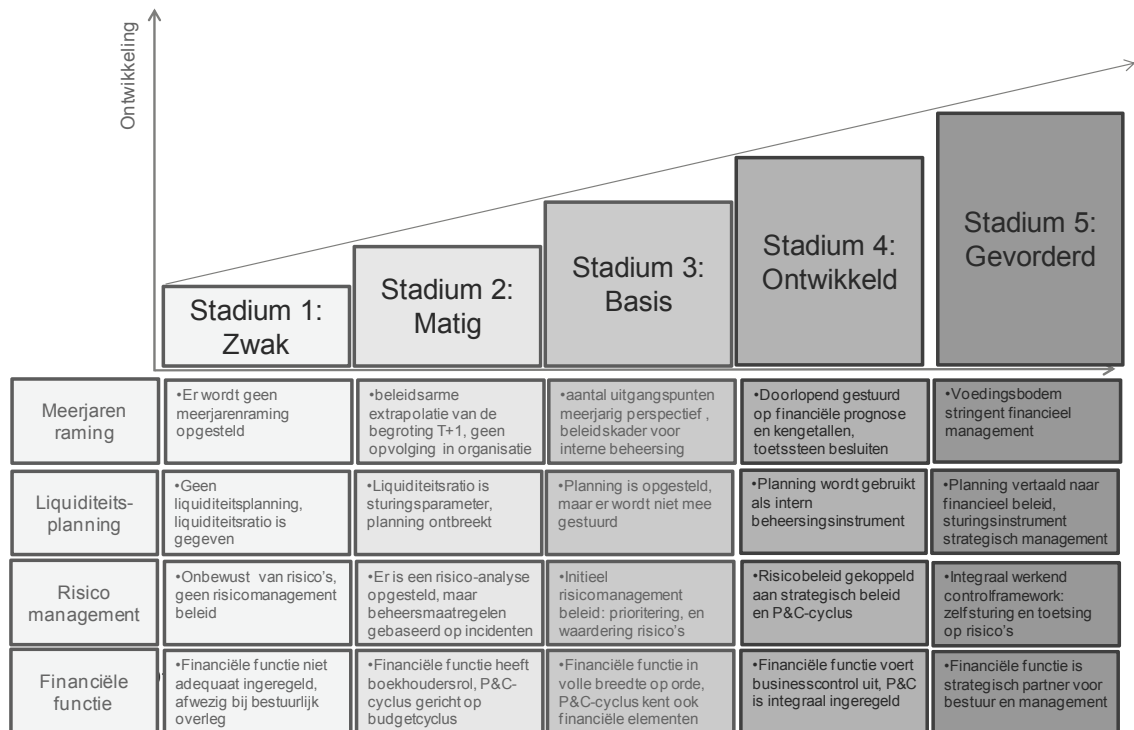 Ontwikkeling
Stadium 1:
Zwak
Stadium 2:
Matig
Stadium 3:
Basis
Stadium 4:
Ontwikkeld
Stadium 5:
Gevorderd
Meerjaren
raming
•Er wordt geen
meerjarenraming
opgesteld
•beleidsarme
extrapolatie van de
begroting T+1, geen
opvolging in organisatie
•aantal uitgangspunten
meerjarig perspectief ,
beleidskader voor
interne beheersing
•Doorlopend gestuurd
op financiële prognose
en kengetallen,
toetssteen besluiten
•Voedingsbodem
stringent financieel
management
Liquiditeits-
planning
•Geen
liquiditeitsplanning,
liquiditeitsratio is
gegeven
•Liquiditeitsratio is
sturingsparameter,
planning ontbreekt
•Planning is opgesteld,
maar er wordt niet mee
gestuurd
•Planning wordt gebruikt
als intern
beheersingsinstrument
•Planning vertaald naar
financieel beleid,
sturingsinstrument
strategisch management
Risico
management
•Onbewust van risico's,
geen risicomanagement
beleid
•Er is een risico-analyse
opgesteld, maar
beheersmaatregelen
gebaseerd op incidenten
•Initieel
risicomanagement
beleid: prioritering, en
waardering risico's
•Risicobeleid gekoppeld
aan strategisch beleid
en P&C-cyclus
•Integraal werkend
controlframework:
zelfsturing en toetsing
op risico's
Financiële
functie
•Financiële functie niet
adequaat ingeregeld,
afwezig bij bestuurlijk
overleg
•Financiële functie heeft
boekhoudersrol, P&C-
cyclus gericht op
budgetcyclus
•Financiële functie in
volle breedte op orde,
P&C-cyclus kent ook
financiële elementen
•Financiële functie voert
businesscontrol uit, P&C
is integraal ingeregeld
•Financiële functie is
strategisch partner voor
bestuur en management